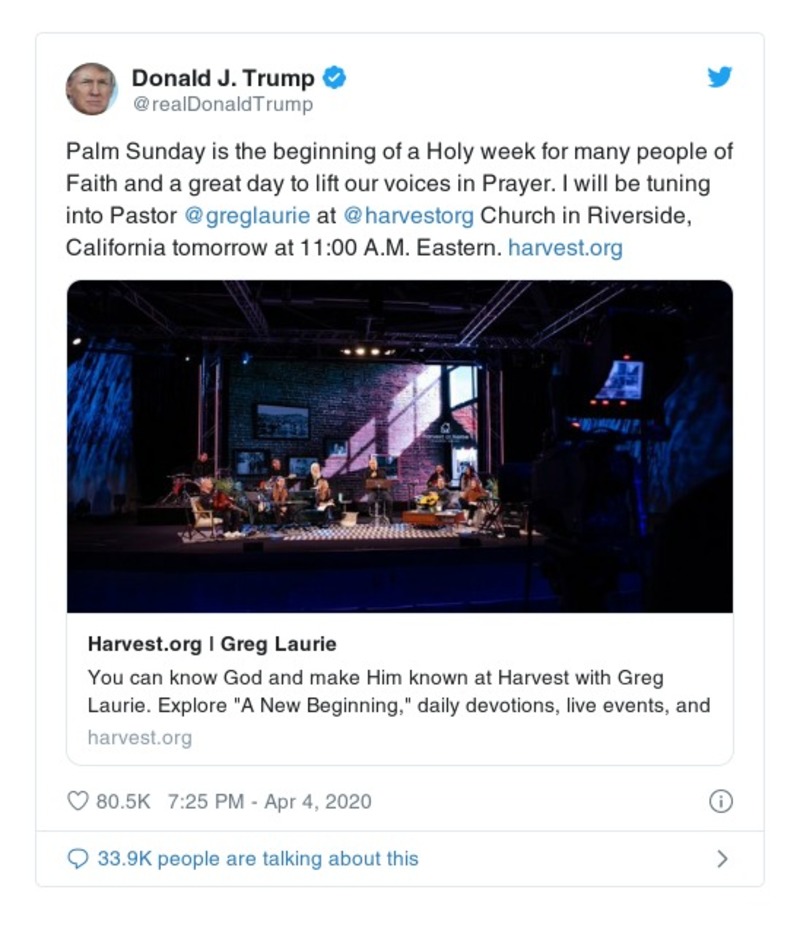 Donald J. Trump
@realDonaldTrump
Palm Sunday is the beginning of a Holy week for many people of
Faith and a great day to lift our voices in Prayer. I will be tuning
into Pastor @greglaurie at @harvestorg Church in Riverside,
California tomorrow at 11:00 A.M. Eastern. harvest.org
Harvest.org | Greg Laurie
You can know God and make Him known at Harvest with Greg
Laurie. Explore "A New Beginning," daily devotions, live events, and
harvest.org
80.5K 7:25 PM - Apr 4, 2020
33.9K people are talking about this